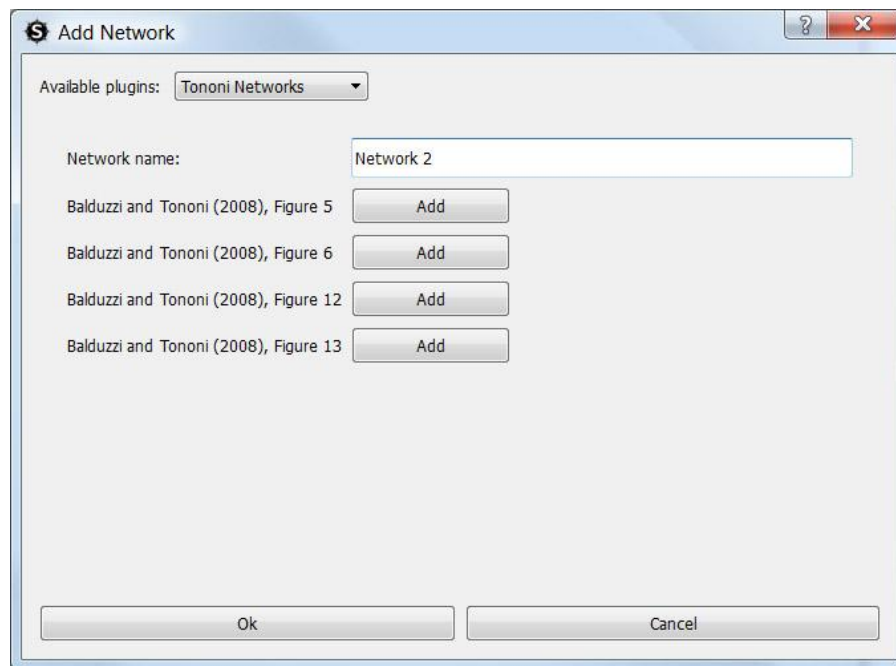 S Add Network
Available plugins: Tononi Networks
Network name: Network 2
Balduzzi and Tononi (2008), Figure 5 Add
Balduzzi and Tononi (2008), Figure 6 Add
Balduzzi and Tononi (2008), Figure 12 Add
Balduzzi and Tononi (2008), Figure 13 Add
Ok Cancel